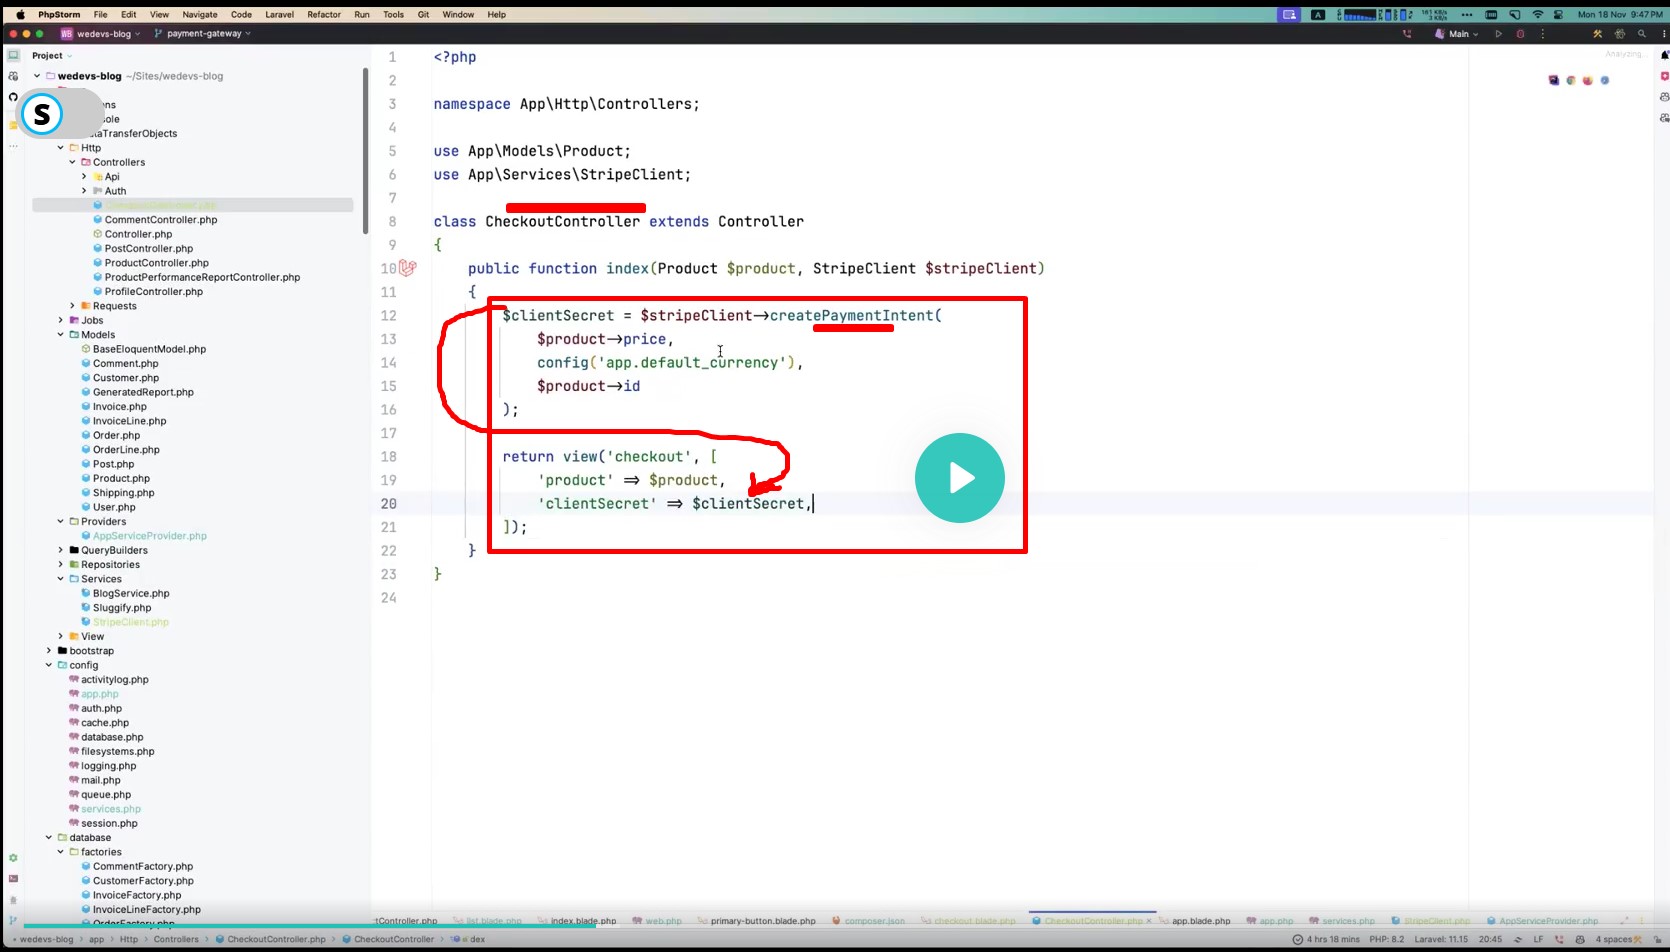 PhpStorm File Edit View Navigate Code Laravel Refactor Run Tools Git Window Help
Mon 18 Nov 9:47PM
WB wedevs-blog payment-gateway
Main
Project
wedevs-blog ~/Sites/wedevs-blog
S
Http
Controllers
Api
Auth
CommentController.php
Controller.php
PostController.php
ProductController.php
ProductPerformanceReportController.php
ProfileController.php
Requests
Jobs
Models
BaseEloquentModel.php
Comment.php
Customer.php
GeneratedReport.php
Invoice.php
InvoiceLine.php
Order.php
OrderLine.php
Post.php
Product.php
Shipping.php
User.php
Providers
AppServiceProvider.php
QueryBuilders
Repositories
Services
BlogService.php
Sluggify.php
StripeClient.php
View
bootstrap
config
activitylog.php
app.php
auth.php
cache.php
database.php
filesystems.php
logging.php
mail.php
queue.php
services.php
session.php
database
factories
CommentFactory.php
CustomerFactory.php
InvoiceFactory.php
InvoiceLineFactory.php
Analyzing...
1 <?php
2
3 namespace App\Http\Controllers;
4
5 use App\Models\Product;
6 use App\Services\StripeClient;
7
8 class CheckoutController extends Controller
9 {
10 public function index(Product $product, StripeClient $stripeClient)
11 {
12 $clientSecret = $stripeClient->createPaymentIntent(
13 $product->price,
14 config('app.default_currency'),
15 $product->id
16 );
17
18 return view('checkout', [
19 'product' => $product,
20 'clientSecret' => $clientSecret,
21 ]);
22 }
23 }
24
tController.php list.blade.php index.blade.php web.php primary-button.blade.php composer.json checkout.blade.php CheckoutController.php app.blade.php app.php services.php StripeClient.php AppServiceProvider.php
wedevs-blog > app > Http > Controllers > CheckoutController.php > CheckoutController
4 hrs 18 mins PHP: 8.2 Laravel: 11.15 20:45 LF 4 spaces